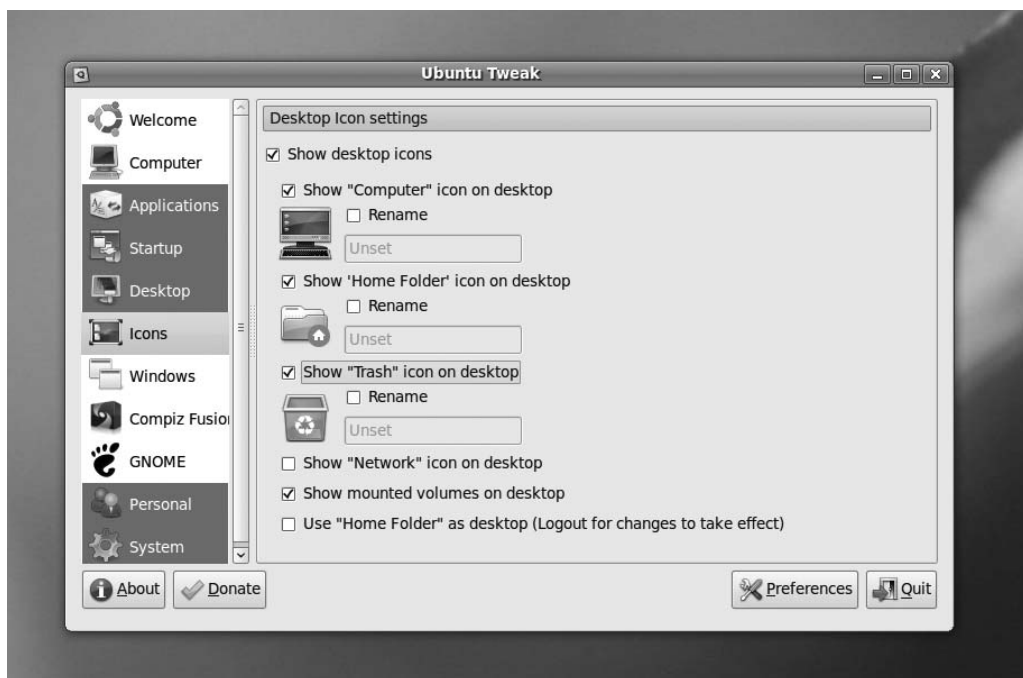 Ubuntu Tweak
Welcome
Computer
Applications
Startup
Desktop
Icons
Windows
Compiz Fusio
GNOME
Personal
System
Desktop Icon settings
Show desktop icons
Show "Computer" icon on desktop
Rename
Unset
Show 'Home Folder' icon on desktop
Rename
Unset
Show "Trash" icon on desktop
Rename
Unset
Show "Network" icon on desktop
Show mounted volumes on desktop
Use "Home Folder" as desktop (Logout for changes to take effect)
About
Donate
Preferences
Quit